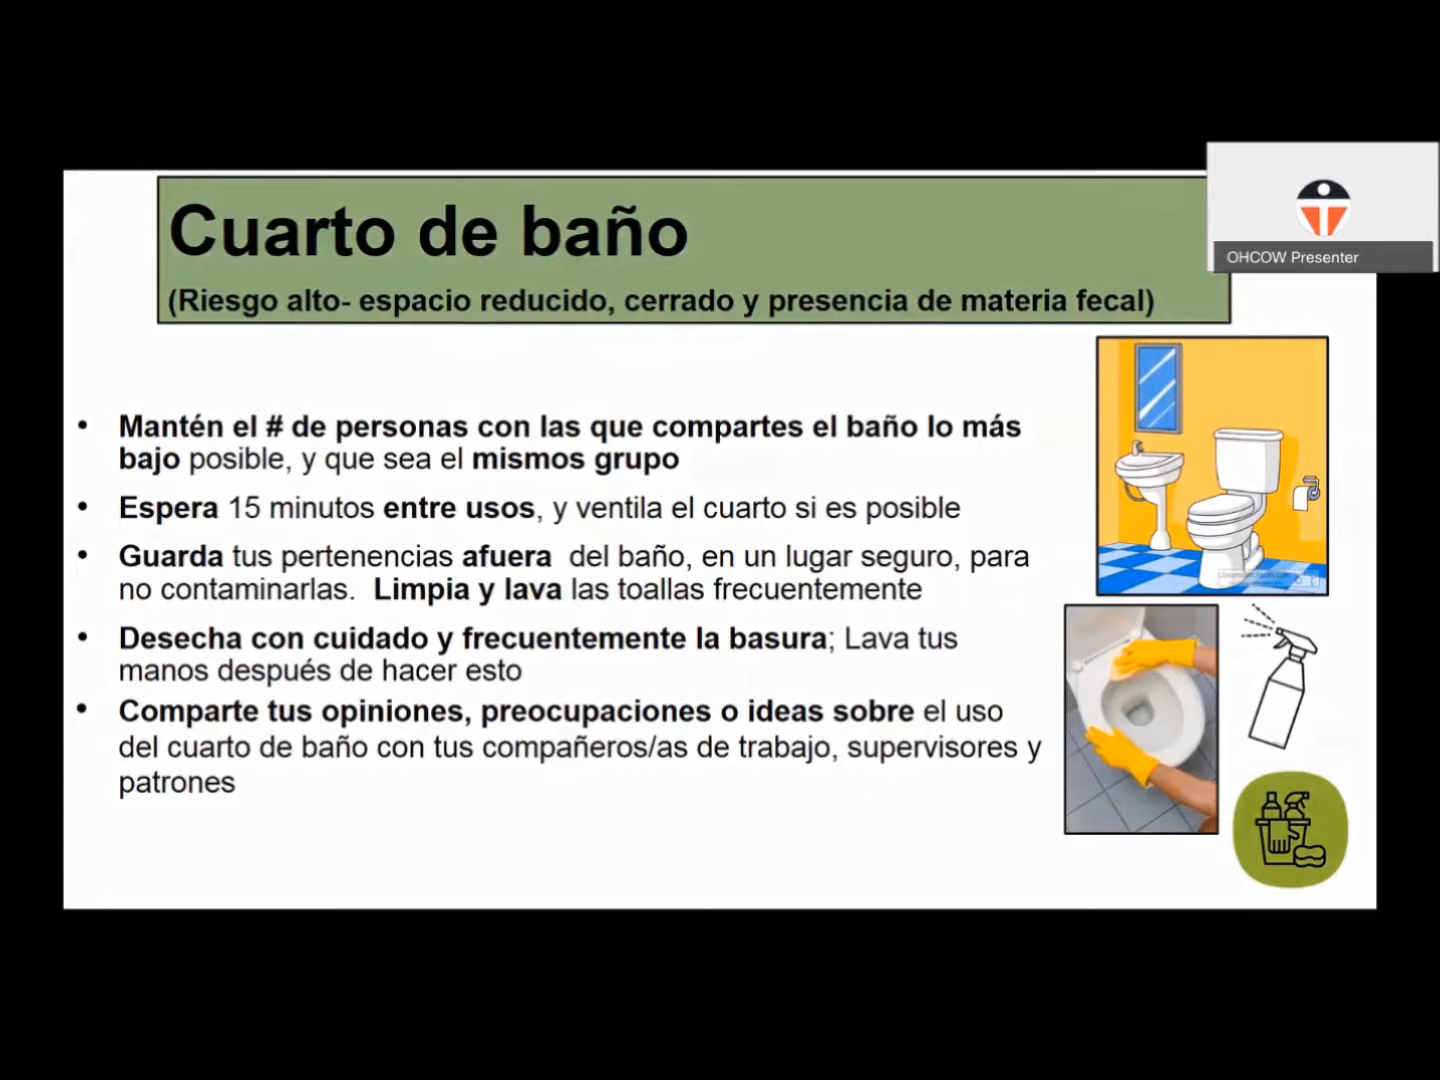 Cuarto de baño
(Riesgo alto- espacio reducido, cerrado y presencia de materia fecal)
OHCOW Presenter
• Mantén el # de personas con las que compartes el baño lo más
bajo posible, y que sea el mismos grupo
• Espera 15 minutos entre usos, y ventila el cuarto si es posible
• Guarda tus pertenencias afuera  del baño, en un lugar seguro, para
no contaminarlas.  Limpia y lava las toallas frecuentemente
• Desecha con cuidado y frecuentemente la basura; Lava tus
manos después de hacer esto
• Comparte tus opiniones, preocupaciones o ideas sobre el uso
del cuarto de baño con tus compañeros/as de trabajo, supervisores y
patrones